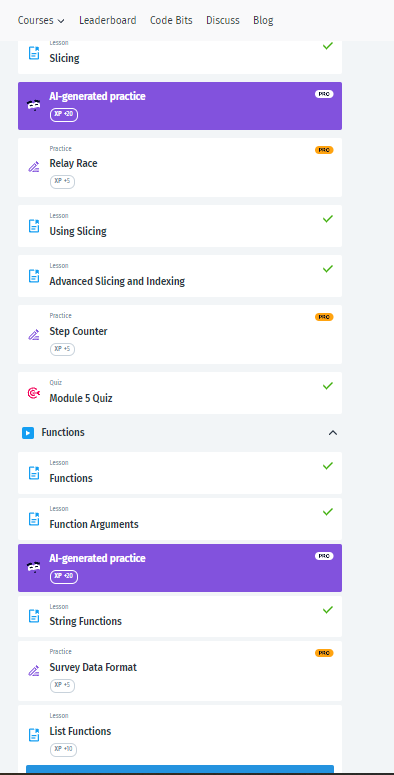 Courses Leaderboard Code Bits Discuss Blog
Lesson
Slicing
AI-generated practice PRO
XP +20
Practice PRO
Relay Race
XP +5
Lesson
Using Slicing
Lesson
Advanced Slicing and Indexing
Practice PRO
Step Counter
XP +5
Quiz
Module 5 Quiz
Functions
Lesson
Functions
Lesson
Function Arguments
AI-generated practice PRO
XP +20
Lesson
String Functions
Practice PRO
Survey Data Format
XP +5
Lesson
List Functions
XP +10